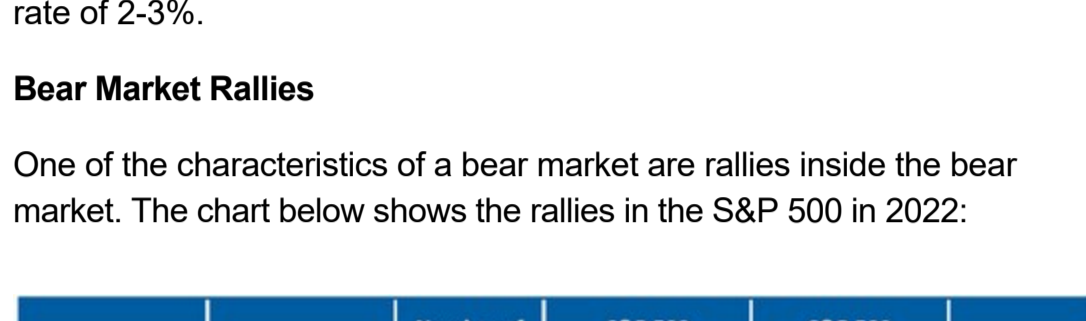 rate of 2-3%.
Bear Market Rallies
One of the characteristics of a bear market are rallies inside the bear
market. The chart below shows the rallies in the S&P 500 in 2022: